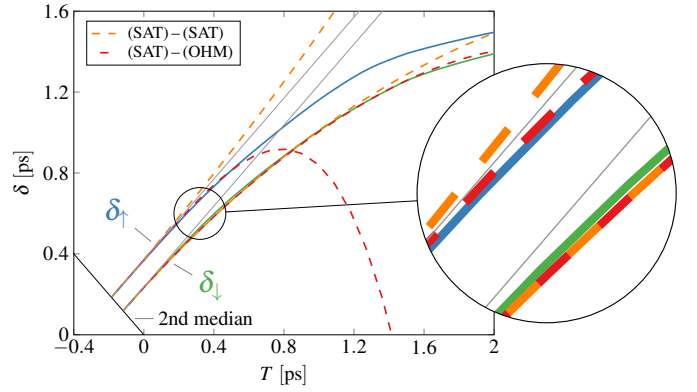 1.6
1.2
0.8
0.4
0
δ [ps]
(SAT) – (SAT)
(SAT) – (OHM)
δ↑
δ↓
2nd median
−0.4 0 0.4 0.8 1.2 1.6 2
T [ps]